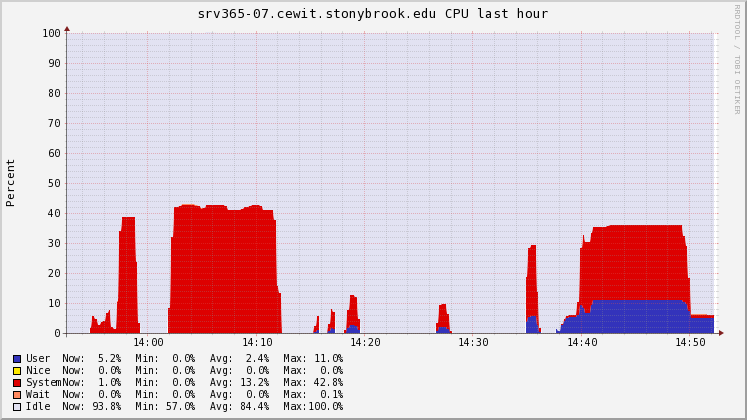 srv365-07.cewit.stonybrook.edu CPU last hour
RRDTOOL / TOBI OETIKER
Percent
100
90
80
70
60
50
40
30
20
10
0
14:00 14:10 14:20 14:30 14:40 14:50
User Now: 5.2% Min: 0.0% Avg: 2.4% Max: 11.0%
Nice Now: 0.0% Min: 0.0% Avg: 0.0% Max: 0.0%
System Now: 1.0% Min: 0.0% Avg: 13.2% Max: 42.8%
Wait Now: 0.0% Min: 0.0% Avg: 0.0% Max: 0.1%
Idle Now: 93.8% Min: 57.0% Avg: 84.4% Max:100.0%